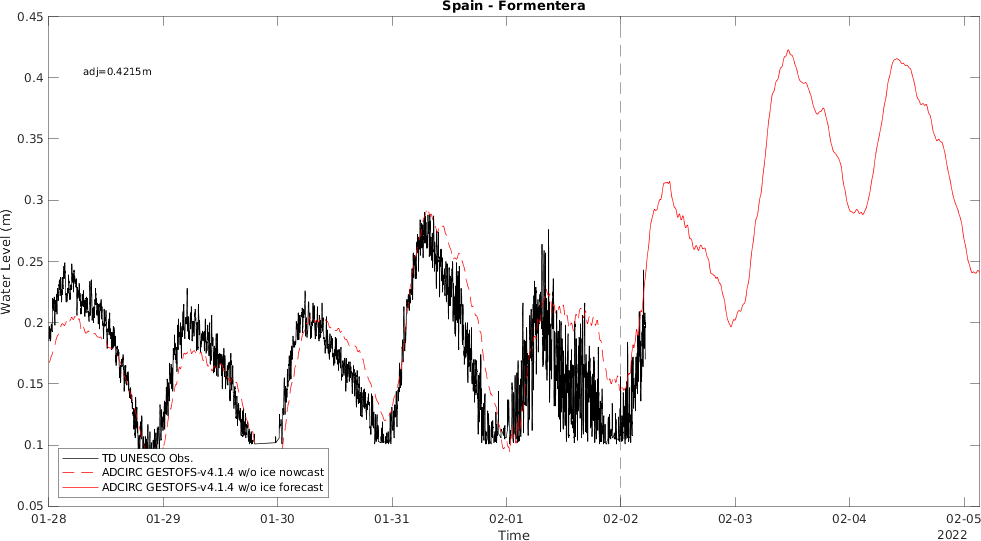 Spain - Formentera
0.45
0.4
0.35
0.3
0.25
0.2
0.15
0.1
0.05
Water Level (m)
adj=0.4215m
TD UNESCO Obs.
ADCIRC GESTOFS-v4.1.4 w/o ice nowcast
ADCIRC GESTOFS-v4.1.4 w/o ice forecast
01-28 01-29 01-30 01-31 02-01 02-02 02-03 02-04 02-05
Time
2022